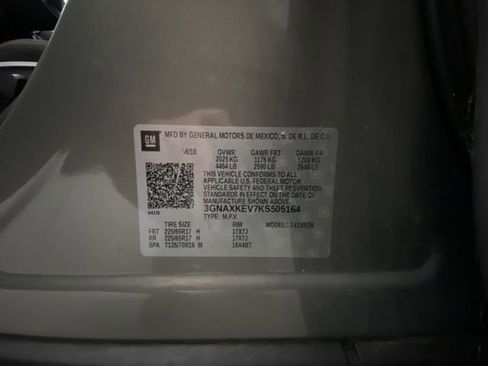 GM
MFD BY GENERAL MOTORS DE MEXICO, S. DE R.L. DE C.V.
GVWR GAWR FRT GAWR RR
2025 KG 1175 KG 1200 KG
4464 LB 2590 LB 2645 LB
THIS VEHICLE CONFORMS TO ALL
APPLICABLE U.S. FEDERAL MOTOR
VEHICLE SAFETY AND THEFT PREVENTION
STANDARDS IN EFFECT ON THE DATE OF
MANUFACTURE SHOWN ABOVE.
3GNAXKEV7KS505164
TYPE: M.P.V.
TIRE SIZE RIM MODEL:
FRT 225/65R17 H 17X7J
RR 225/65R17 H 17X7J
SPA T135/70R16 M 16X4BT